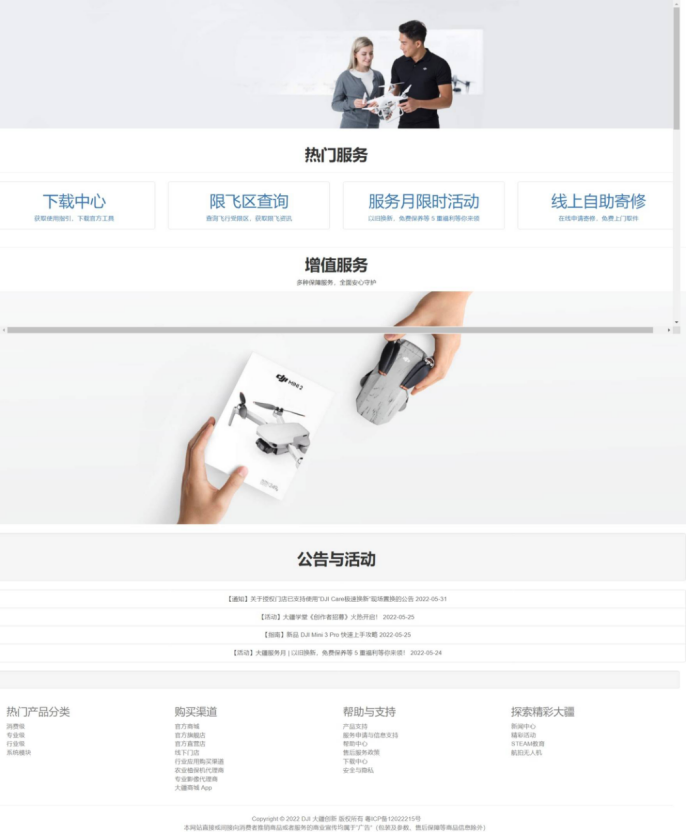 热门服务
下载中心
获取使用指引、下载官方工具
限飞区查询
查询飞行受限区、获取限飞资讯
服务月限时活动
以旧换新、免费保养等 5 重福利等你来领
线上自助寄修
在线申请寄修、免费上门取件
增值服务
多种保障服务，全面安心守护
dji MINI 2
公告与活动
【通知】关于授权门店已支持使用"DJI Care极速换新"现场置换的公告 2022-05-31
【活动】大疆学堂《创作者招募》火热开启！ 2022-05-25
【指南】新品 DJI Mini 3 Pro 快速上手攻略 2022-05-25
【活动】大疆服务月 | 以旧换新、免费保养等 5 重福利等你来领！ 2022-05-24
热门产品分类
消费级
专业级
行业级
系统模块
购买渠道
官方商城
官方旗舰店
官方直营店
线下门店
行业应用购买渠道
农业植保机代理商
专业影像代理商
大疆商城 App
帮助与支持
产品支持
服务申请与信息支持
帮助中心
售后服务政策
下载中心
安全与隐私
探索精彩大疆
新闻中心
精彩活动
STEAM教育
航拍无人机
Copyright © 2022 DJI 大疆创新 版权所有 粤ICP备12022215号
本网站直接或间接向消费者推销商品或者服务的商业宣传均属于"广告"（包装及参数、售后保障等商品信息除外）